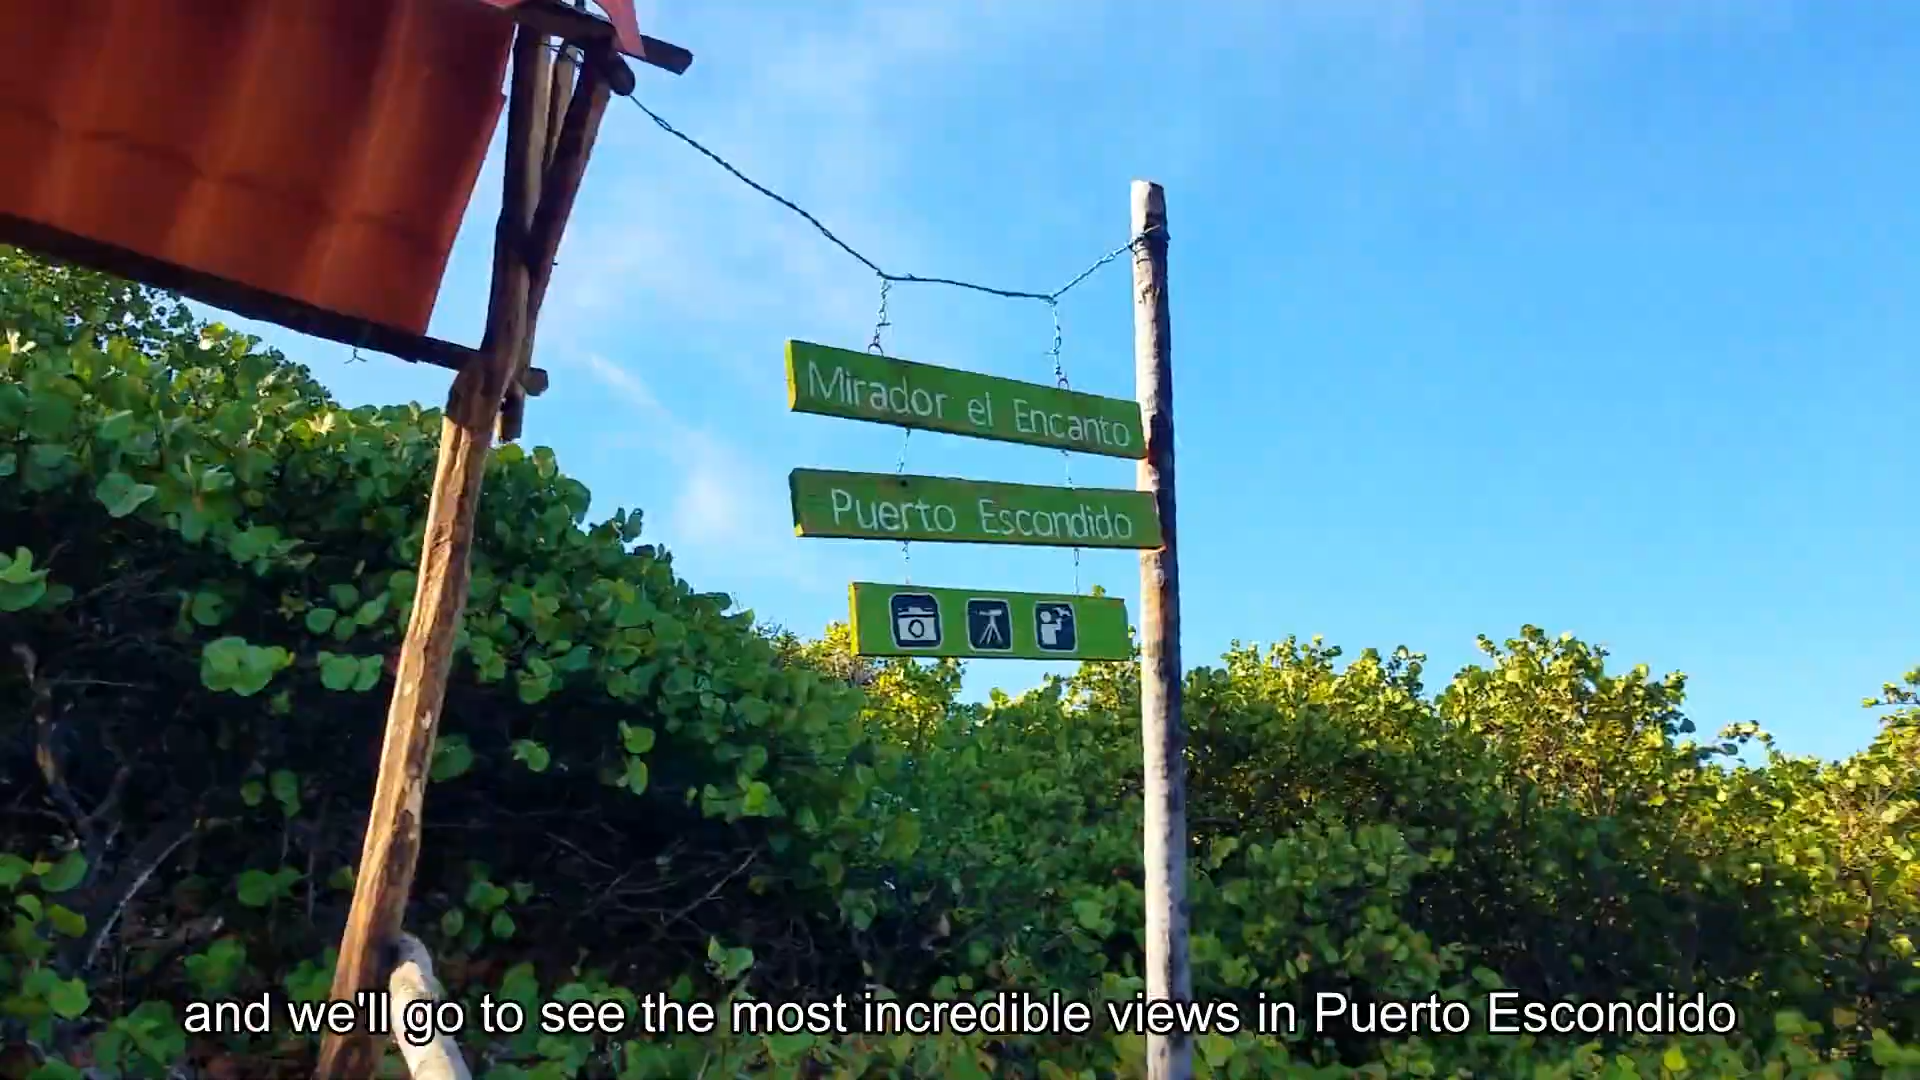 Mirador el Encanto
Puerto Escondido
and we'll go to see the most incredible views in Puerto Escondido